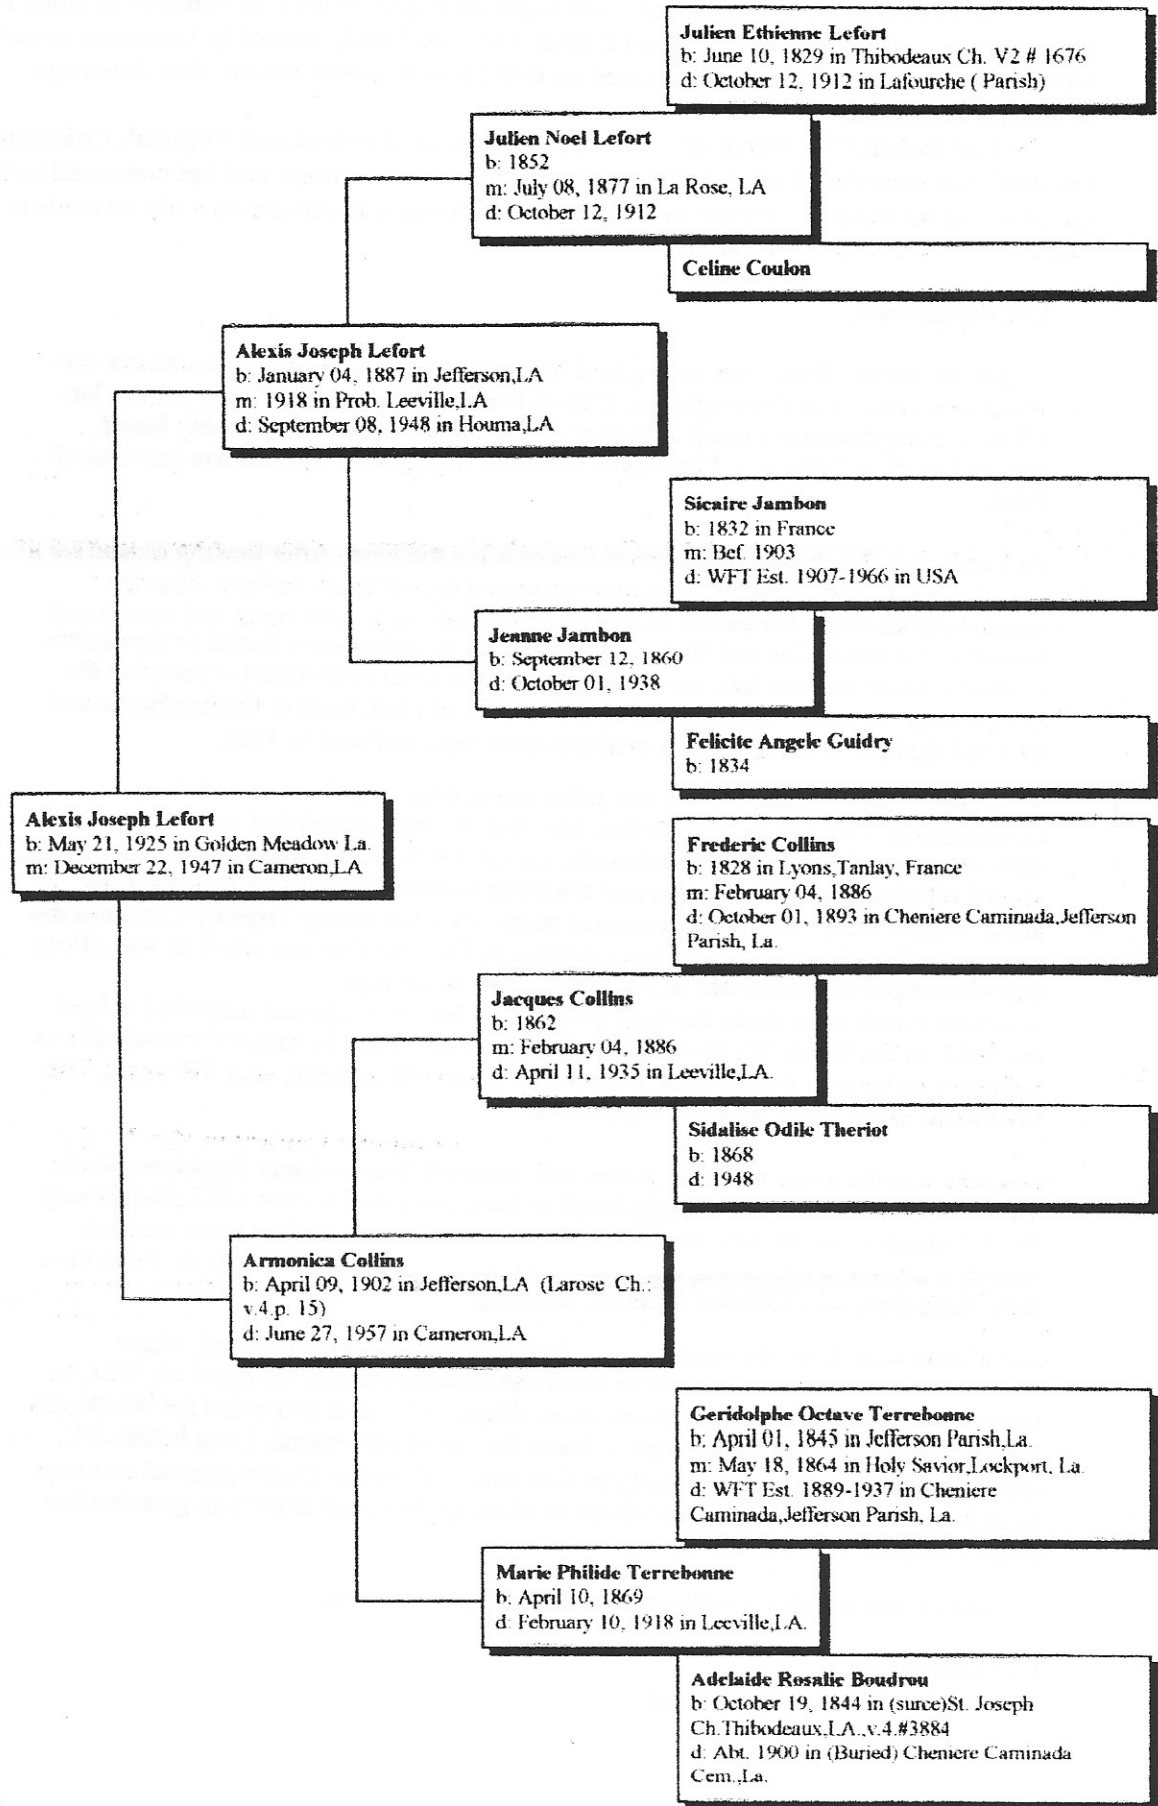 Julien Ethienne Lefort
b: June 10, 1829 in Thibodeaux Ch. V2 # 1676
d: October 12, 1912 in Lafourche ( Parish)
Julien Noel Lefort
b: 1852
m: July 08, 1877 in La Rose, LA
d: October 12, 1912
Celine Coulon
Alexis Joseph Lefort
b: January 04, 1887 in Jefferson,LA
m: 1918 in Prob. Leeville,LA
d: September 08, 1948 in Houma,LA
Sicaire Jambon
b: 1832 in France
m: Bef. 1903
d: WFT Est. 1907-1966 in USA
Jeanne Jambon
b: September 12, 1860
d: October 01, 1938
Felicite Angele Guidry
b: 1834
Alexis Joseph Lefort
b: May 21, 1925 in Golden Meadow La.
m: December 22, 1947 in Cameron,LA
Frederic Collins
b: 1828 in Lyons,Tanlay, France
m: February 04, 1886
d: October 01, 1893 in Cheniere Caminada,Jefferson
Parish, La.
Jacques Collins
b: 1862
m: February 04, 1886
d: April 11, 1935 in Leeville,LA.
Sidalise Odile Theriot
b: 1868
d: 1948
Armonica Collins
b: April 09, 1902 in Jefferson,LA (Larose Ch.:
v.4.p. 15)
d: June 27, 1957 in Cameron,LA
Geridolphe Octave Terrebonne
b: April 01, 1845 in Jefferson Parish,La.
m: May 18, 1864 in Holy Savior,Lockport, La.
d: WFT Est. 1889-1937 in Cheniere
Caminada,Jefferson Parish, La.
Marie Philide Terrebonne
b: April 10, 1869
d: February 10, 1918 in Leeville,LA.
Adelaide Rosalie Boudrou
b: October 19, 1844 in (surce)St. Joseph
Ch.Thibodeaux,LA.,v.4.#3884
d: Abt. 1900 in (Buried) Cheniere Caminada
Cem.,La.